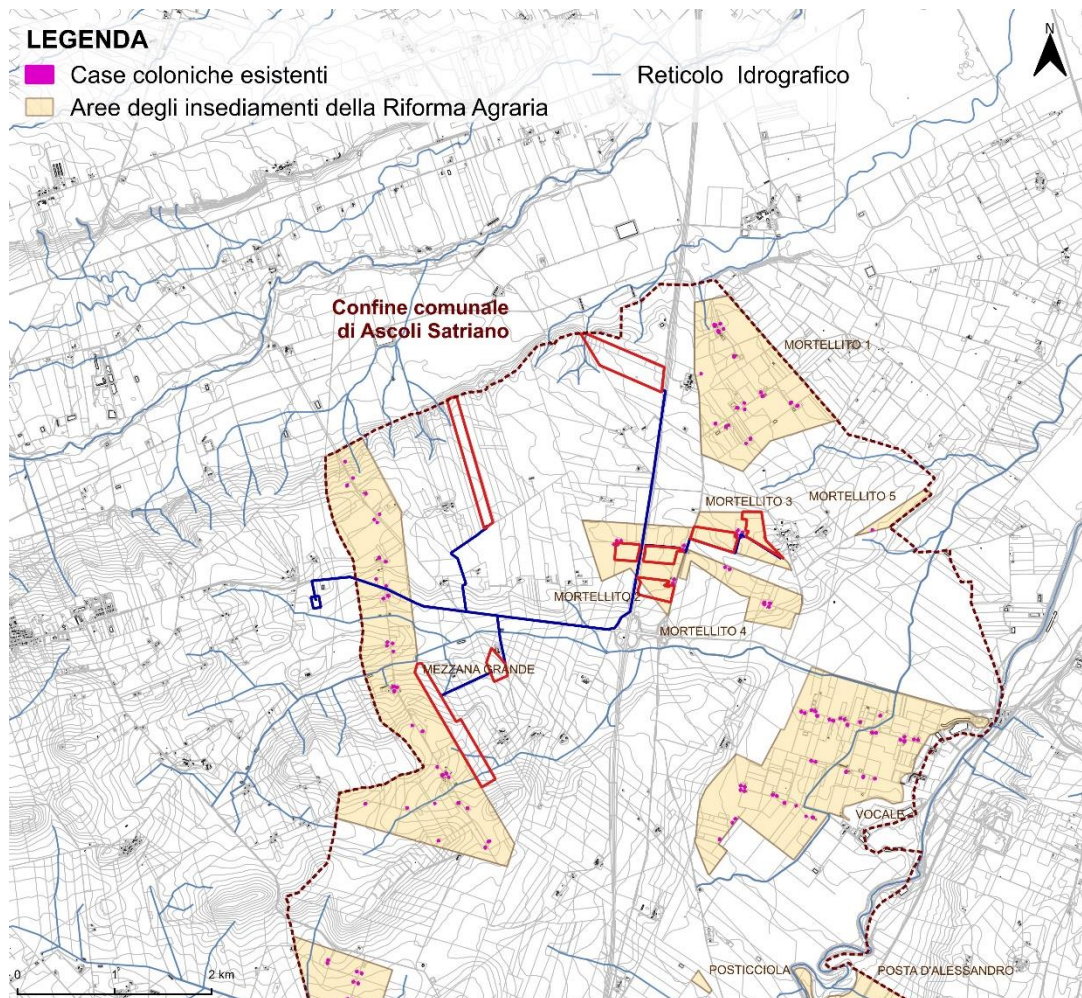 LEGENDA
N
Case coloniche esistenti
Reticolo Idrografico
Aree degli insediamenti della Riforma Agraria
Confine comunale
di Ascoli Satriano
MORTELLITO 1
MORTELLITO 5
MORTELLITO 3
MORTELLITO 2
MORTELLITO 4
MEZZANA GRANDE
VOCALE
POSTICCIOLA
POSTA D'ALESSANDRO
0 1 2 km